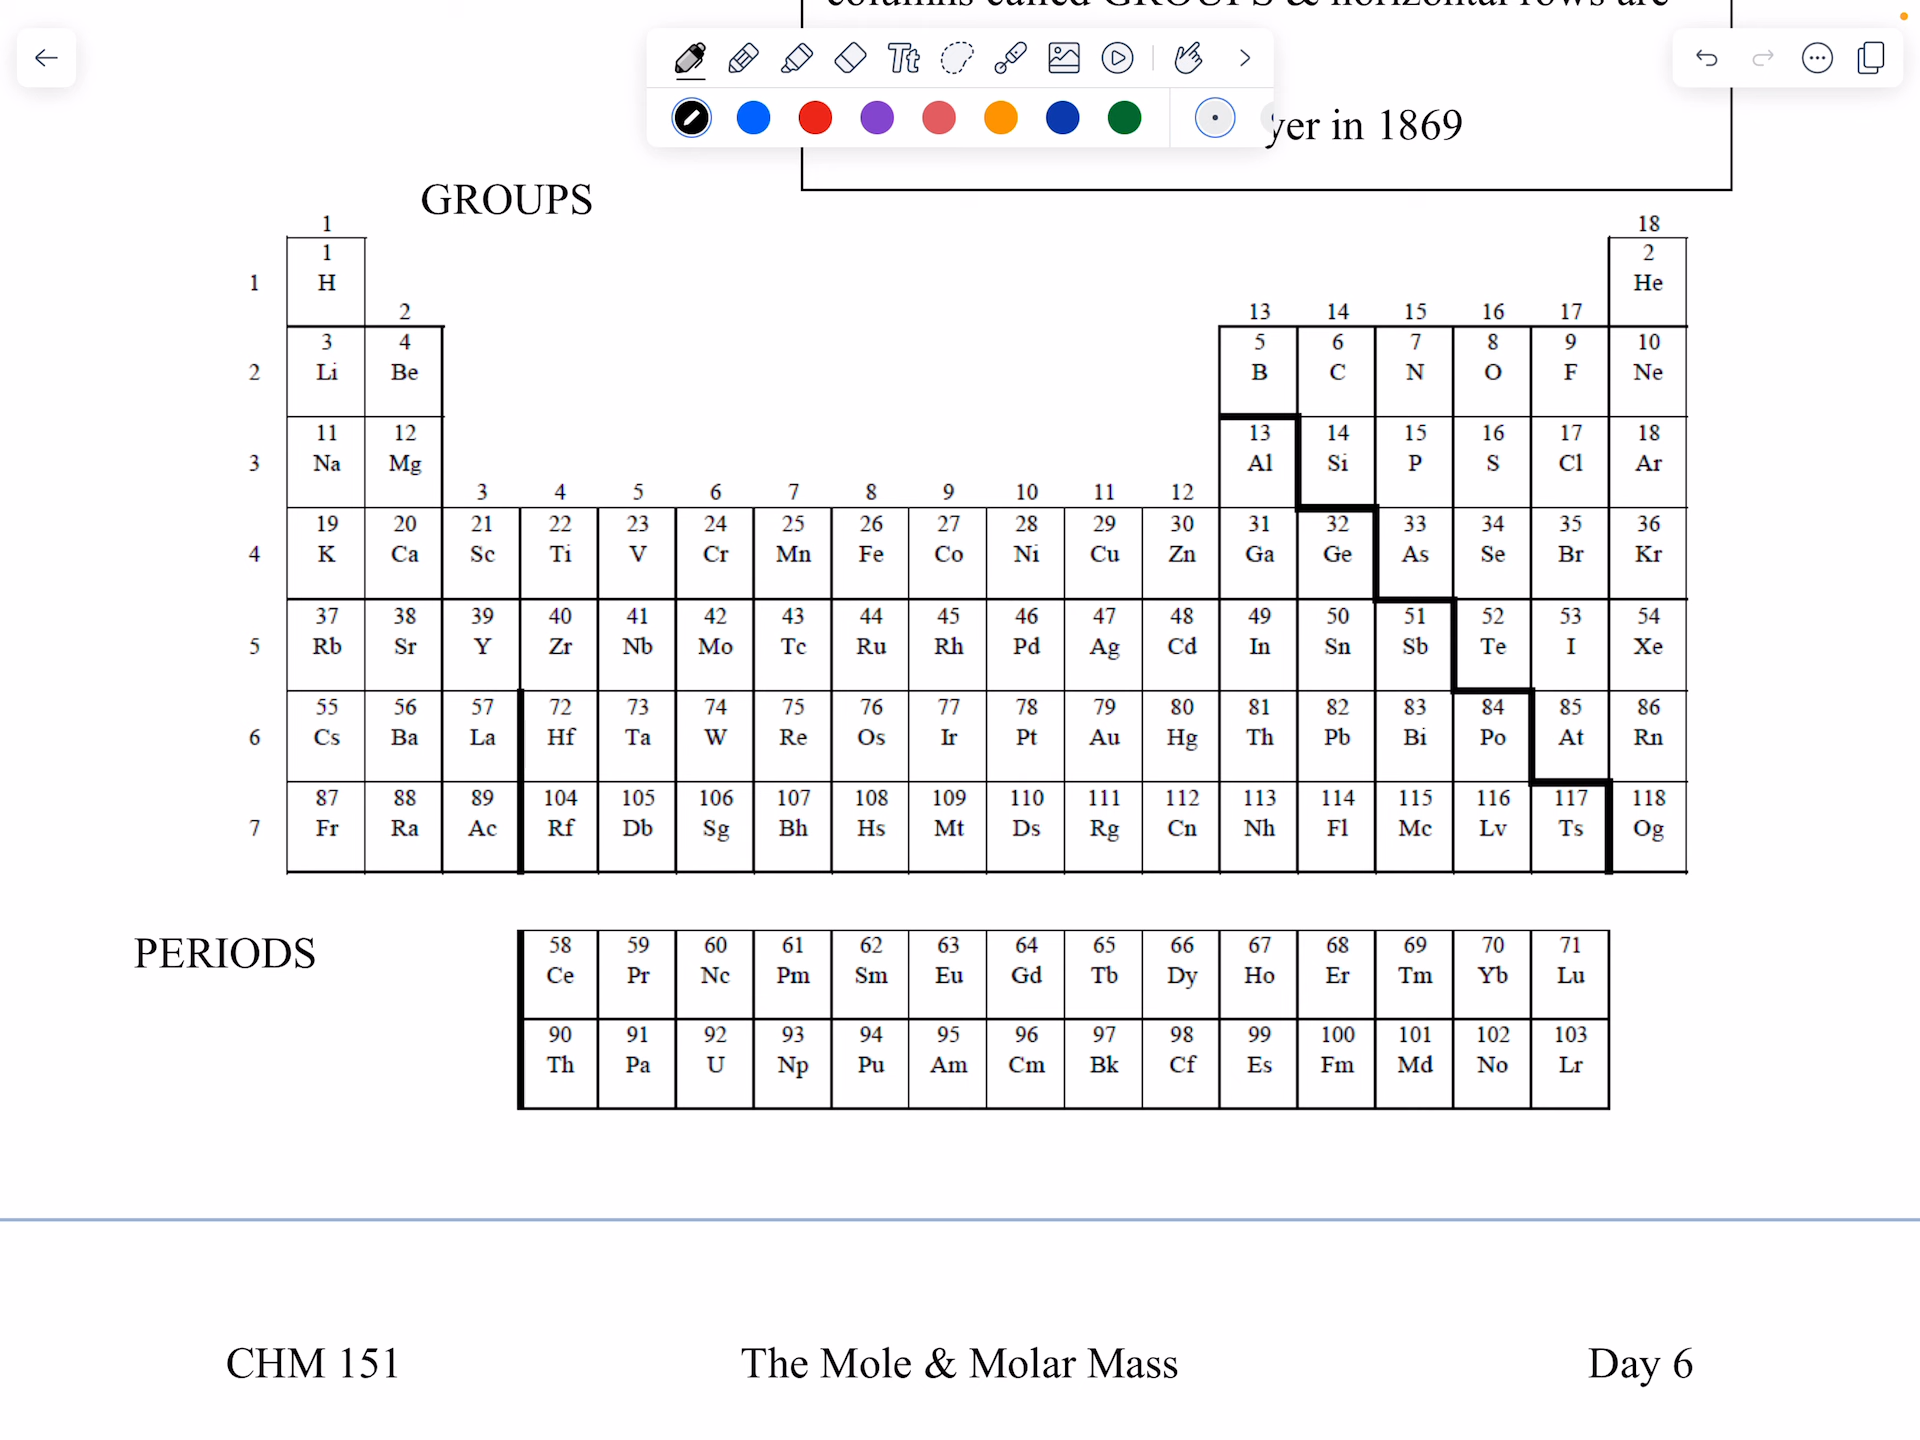 columns called GROUPS & horizontal rows are
Tt
yer in 1869
GROUPS
1 18
1 2
1 H He
2 13 14 15 16 17
3 4 5 6 7 8 9 10
2 Li Be B C N O F Ne
11 12 13 14 15 16 17 18
3 Na Mg Al Si P S Cl Ar
3 4 5 6 7 8 9 10 11 12
19 20 21 22 23 24 25 26 27 28 29 30 31 32 33 34 35 36
4 K Ca Sc Ti V Cr Mn Fe Co Ni Cu Zn Ga Ge As Se Br Kr
37 38 39 40 41 42 43 44 45 46 47 48 49 50 51 52 53 54
5 Rb Sr Y Zr Nb Mo Tc Ru Rh Pd Ag Cd In Sn Sb Te I Xe
55 56 57 72 73 74 75 76 77 78 79 80 81 82 83 84 85 86
6 Cs Ba La Hf Ta W Re Os Ir Pt Au Hg Th Pb Bi Po At Rn
87 88 89 104 105 106 107 108 109 110 111 112 113 114 115 116 117 118
7 Fr Ra Ac Rf Db Sg Bh Hs Mt Ds Rg Cn Nh Fl Mc Lv Ts Og
PERIODS
58 59 60 61 62 63 64 65 66 67 68 69 70 71
Ce Pr Nc Pm Sm Eu Gd Tb Dy Ho Er Tm Yb Lu
90 91 92 93 94 95 96 97 98 99 100 101 102 103
Th Pa U Np Pu Am Cm Bk Cf Es Fm Md No Lr
CHM 151 The Mole & Molar Mass Day 6